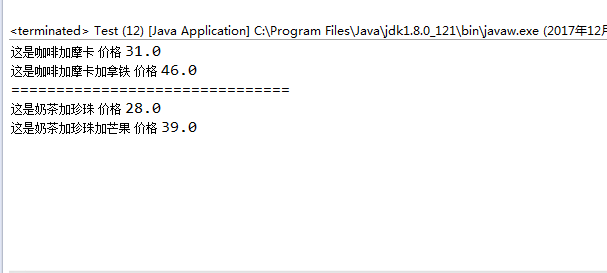 <terminated> Test (12) [Java Application] C:\Program Files\Java\jdk1.8.0_121\bin\javaw.exe (2017年12月
这是咖啡加摩卡 价格 31.0
这是咖啡加摩卡加拿铁 价格 46.0
===============================
这是奶茶加珍珠 价格 28.0
这是奶茶加珍珠加芒果 价格 39.0